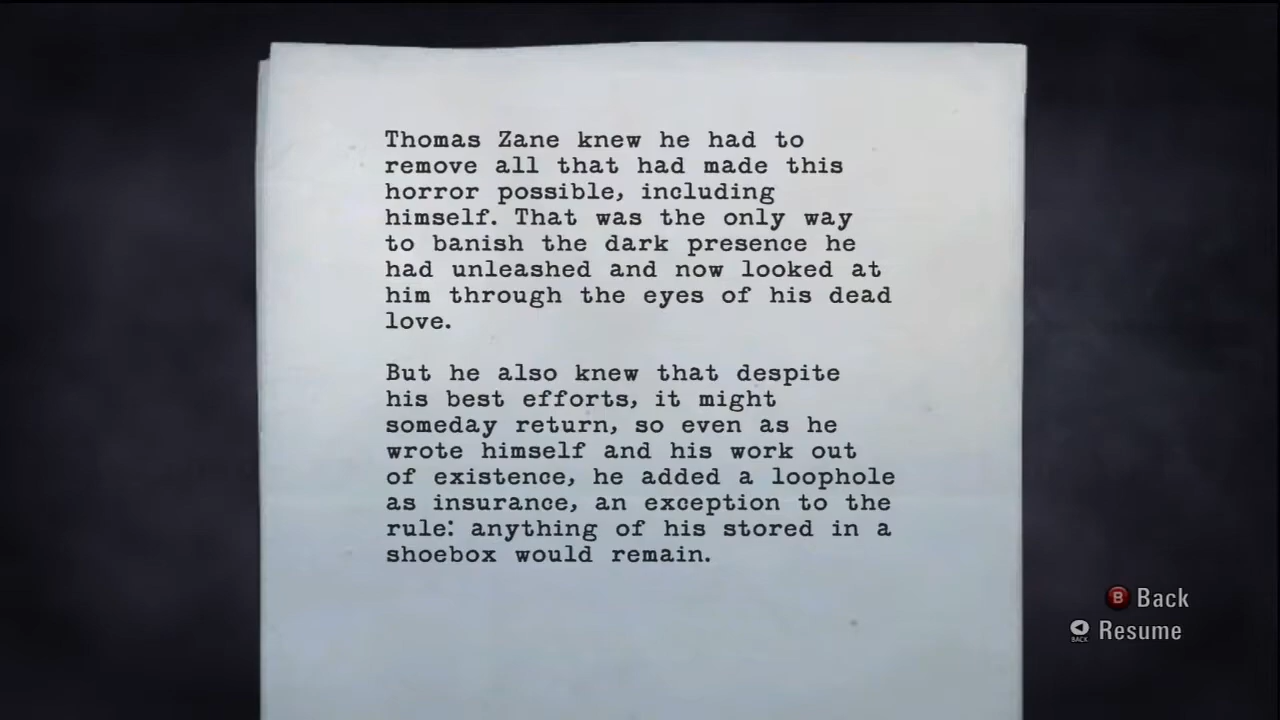 Thomas Zane knew he had to
remove all that had made this
horror possible, including
himself. That was the only way
to banish the dark presence he
had unleashed and now looked at
him through the eyes of his dead
love.
But he also knew that despite
his best efforts, it might
someday return, so even as he
wrote himself and his work out
of existence, he added a loophole
as insurance, an exception to the
rule: anything of his stored in a
shoebox would remain.
B Back
BACK Resume